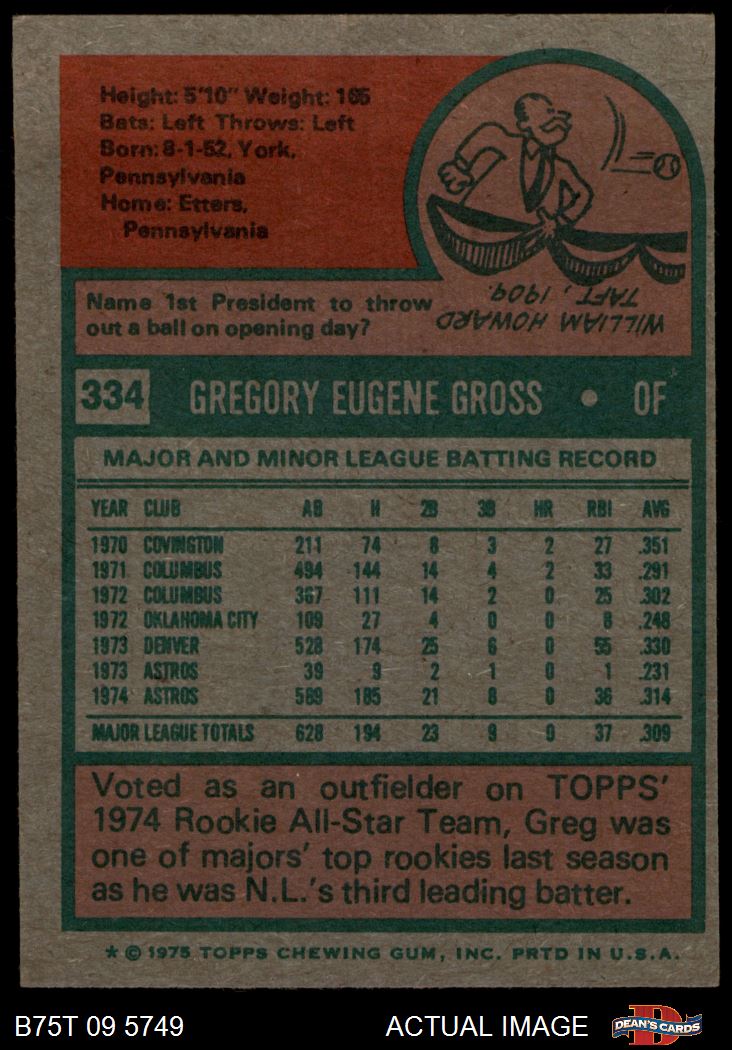 Height: 5'10" Weight: 165
Bats: Left Throws: Left
Born: 8-1-52, York,
Pennsylvania
Home: Etters,
Pennsylvania
Name 1st President to throw
out a ball on opening day?
WILLIAM HOWARD
TAFT, 1909.
334 GREGORY EUGENE GROSS • OF
MAJOR AND MINOR LEAGUE BATTING RECORD
YEAR CLUB AB H 2B 3B HR RBI AVG
1970 COVINGTON 211 74 8 3 2 27 .351
1971 COLUMBUS 494 144 14 4 2 33 .291
1972 COLUMBUS 367 111 14 2 0 25 .302
1972 OKLAHOMA CITY 109 27 4 0 0 8 .248
1973 DENVER 528 174 25 6 0 55 .330
1973 ASTROS 39 9 2 1 0 1 .231
1974 ASTROS 589 185 21 8 0 36 .314
MAJOR LEAGUE TOTALS 628 194 23 9 0 37 .309
Voted as an outfielder on TOPPS'
1974 Rookie All-Star Team, Greg was
one of majors' top rookies last season
as he was N.L.'s third leading batter.
* © 1975 TOPPS CHEWING GUM, INC. PRTD IN U.S.A.
B75T 09 5749 ACTUAL IMAGE D DEAN'S CARDS